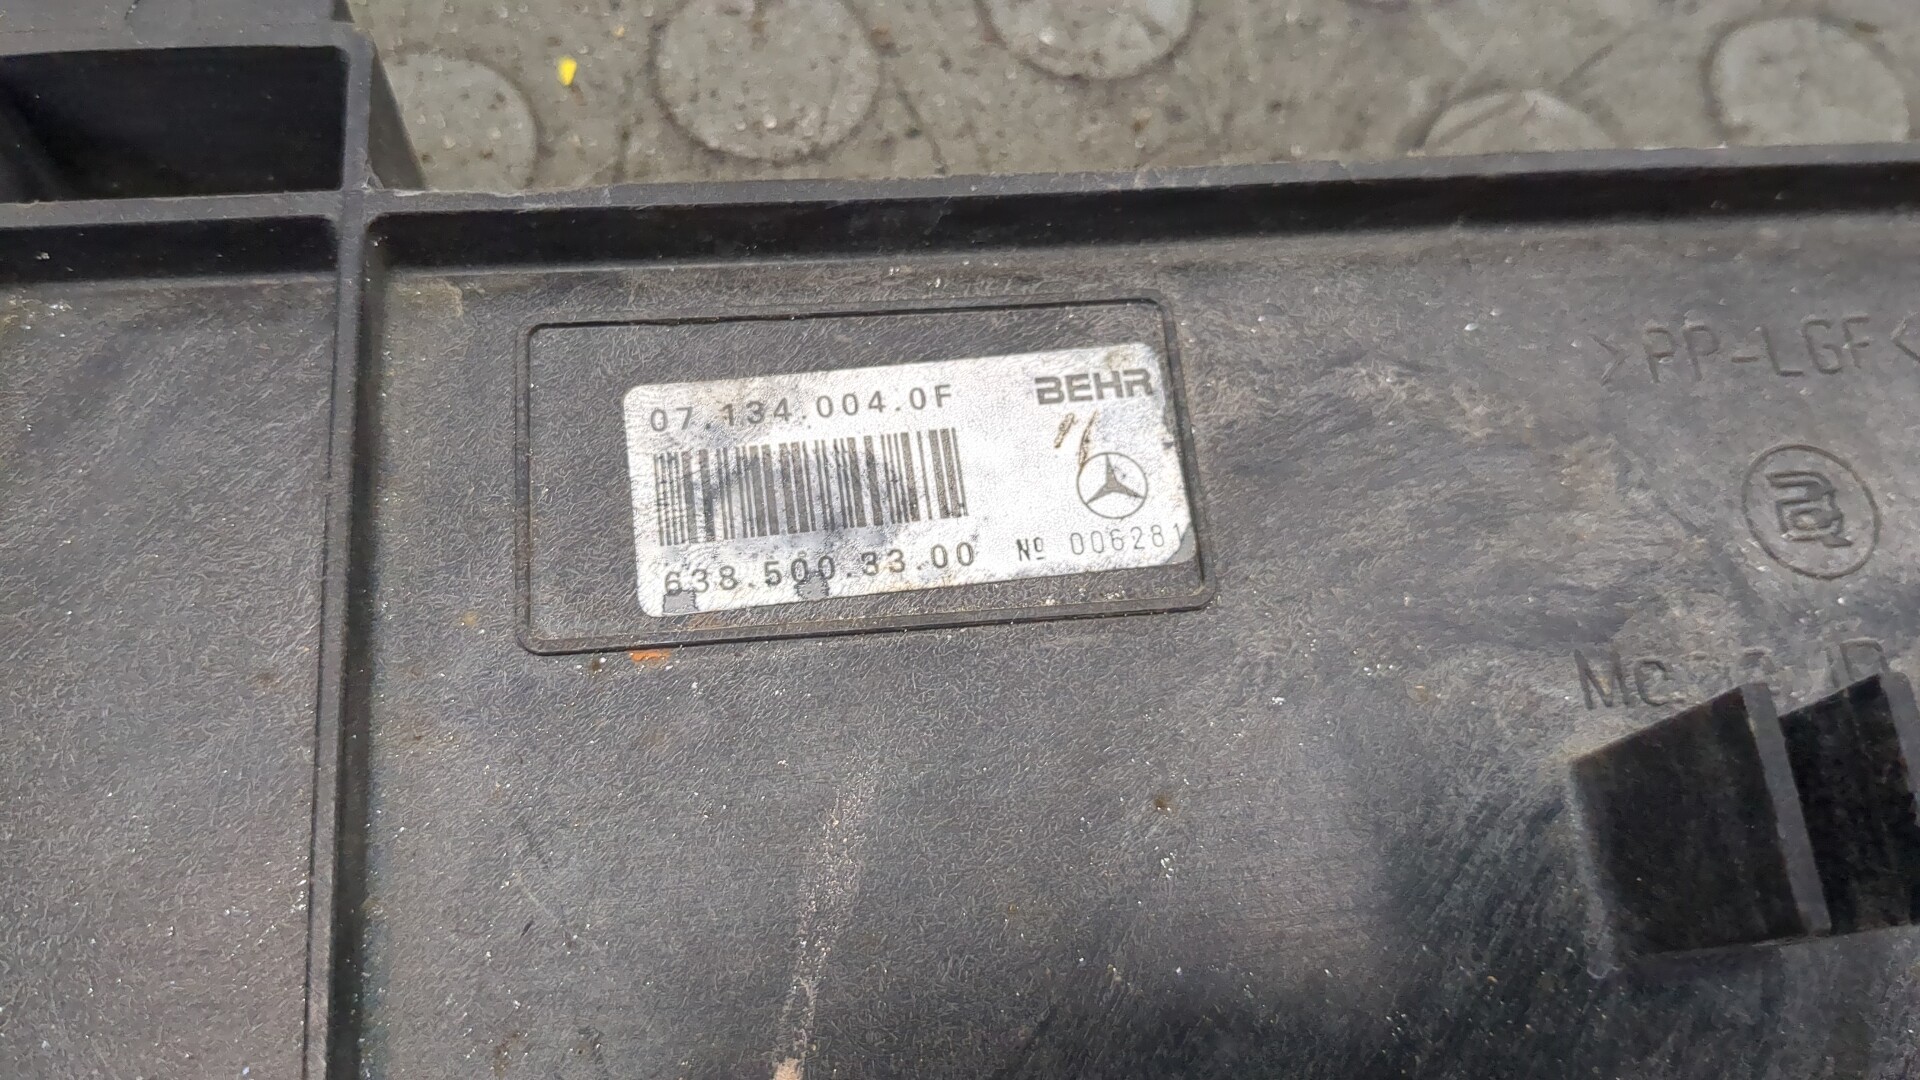 07.134.004.0F
BEHR
638.500.33.00
Nº 006281
>PP-LGF<